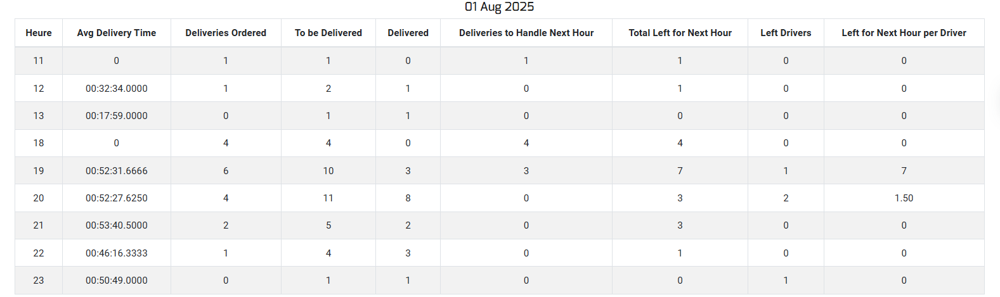 01 Aug 2025
Heure Avg Delivery Time Deliveries Ordered To be Delivered Delivered Deliveries to Handle Next Hour Total Left for Next Hour Left Drivers Left for Next Hour per Driver
11 0 1 1 0 1 1 0 0
12 00:32:34.0000 1 2 1 0 1 0 0
13 00:17:59.0000 0 1 1 0 0 0 0
18 0 4 4 0 4 4 0 0
19 00:52:31.6666 6 10 3 3 7 1 7
20 00:52:27.6250 4 11 8 0 3 2 1.50
21 00:53:40.5000 2 5 2 0 3 0 0
22 00:46:16.3333 1 4 3 0 1 0 0
23 00:50:49.0000 0 1 1 0 0 1 0